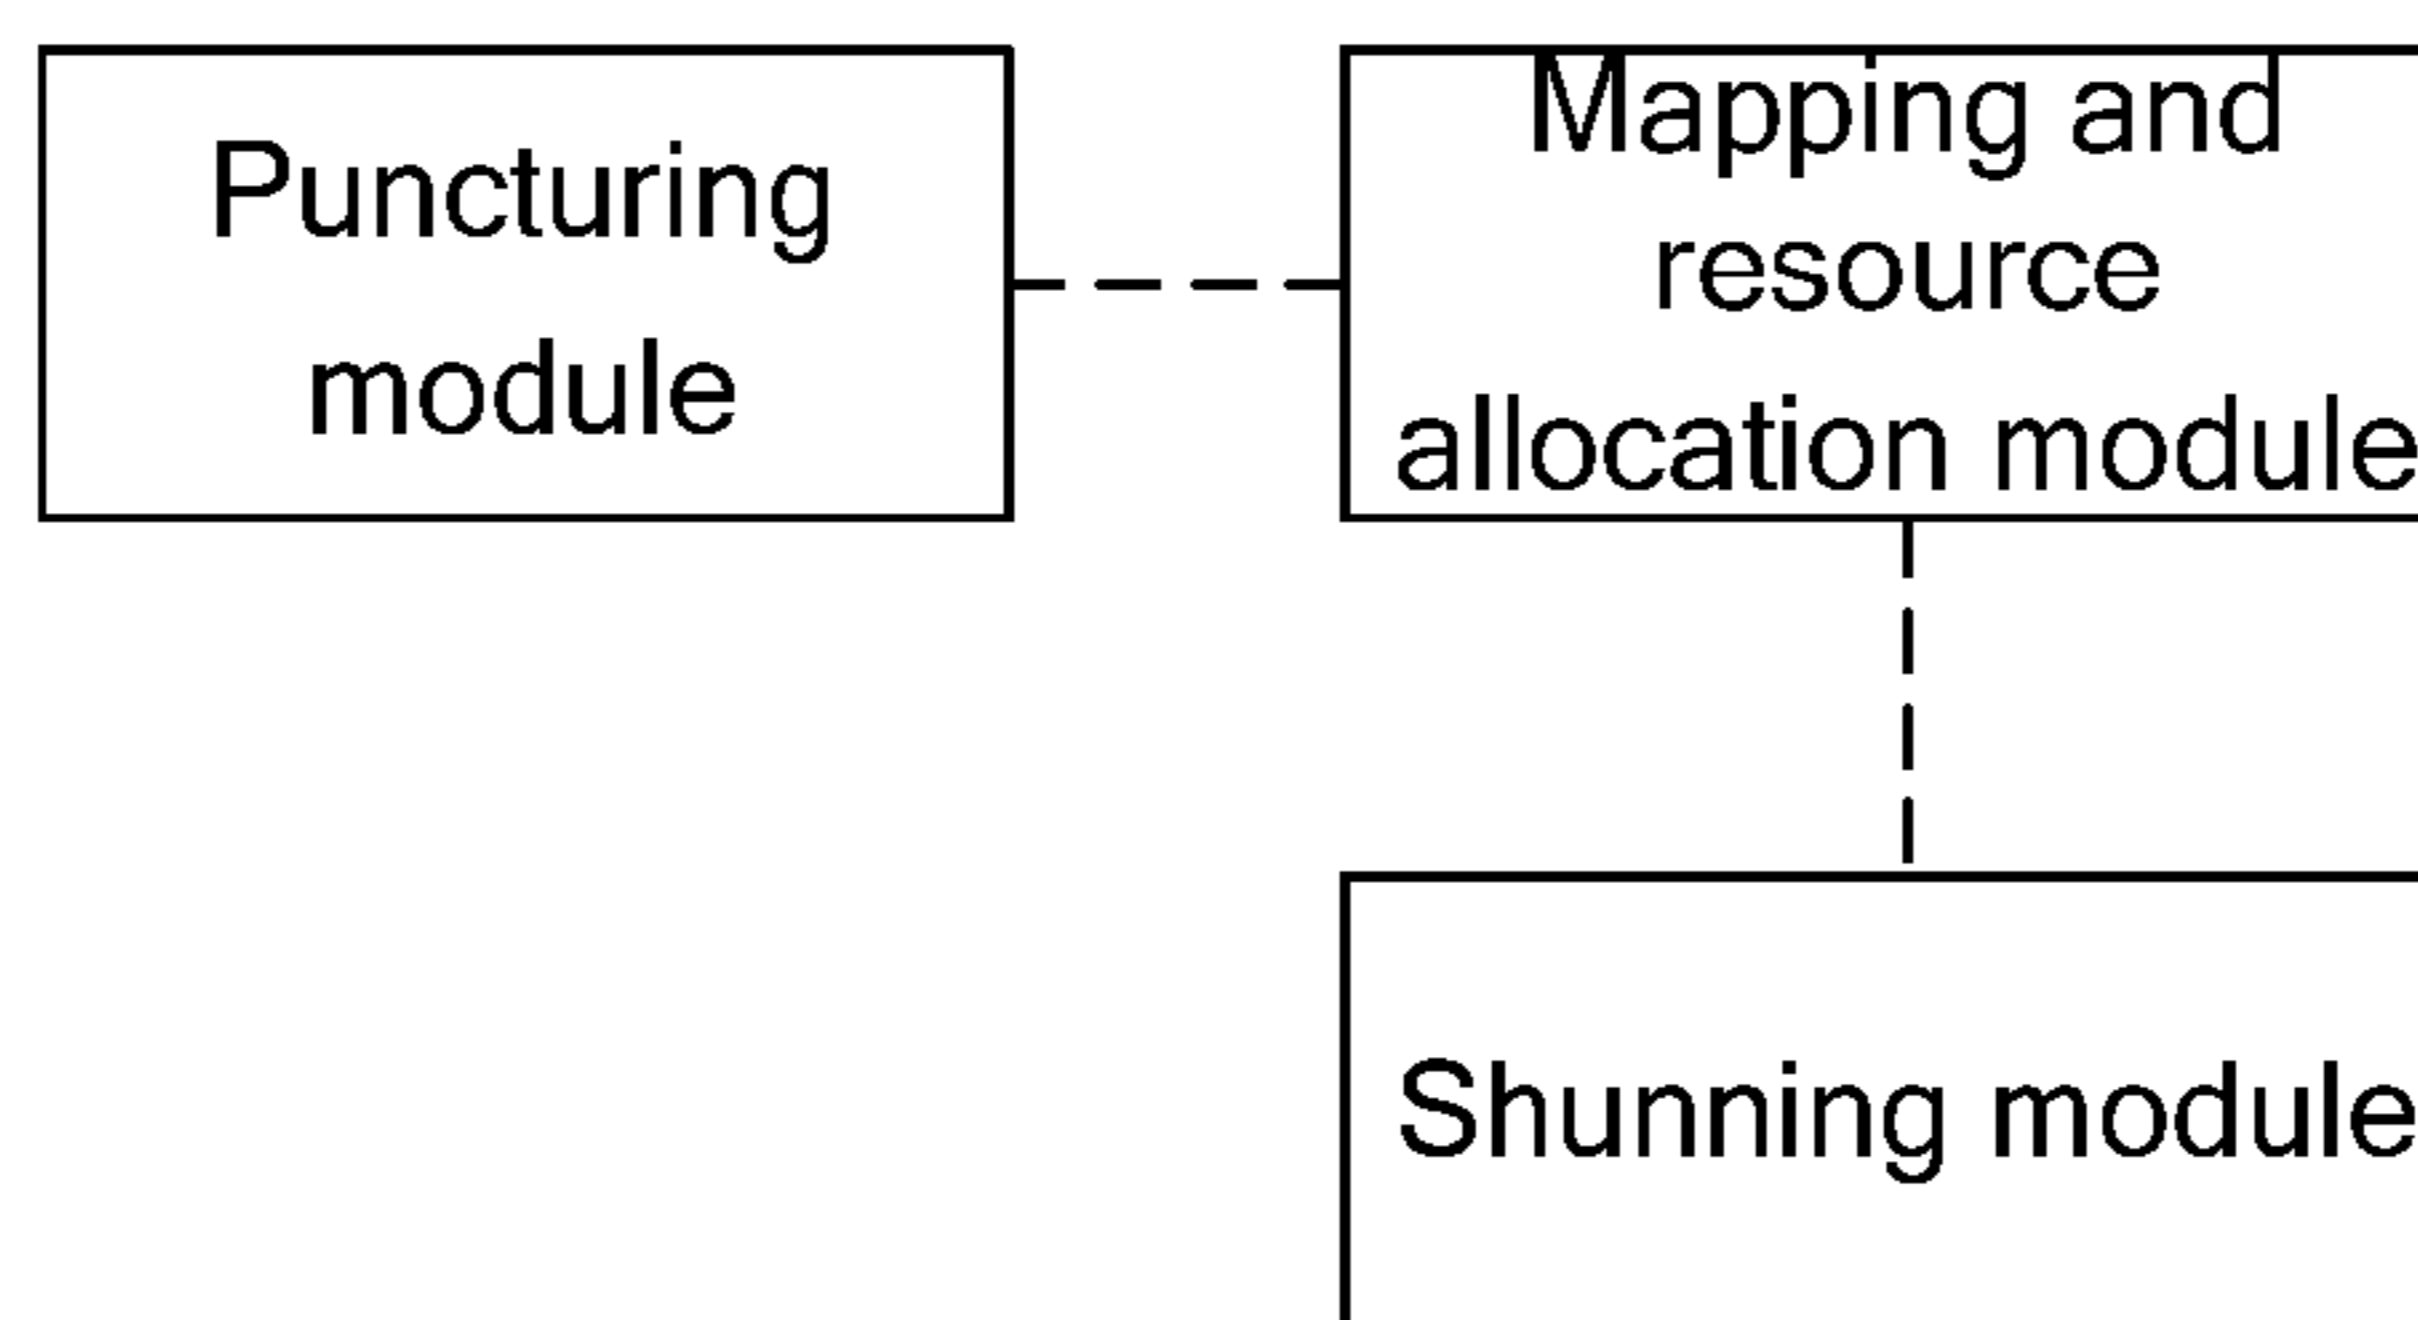 Puncturing
module
Mapping and
resource
allocation module
Shunning module